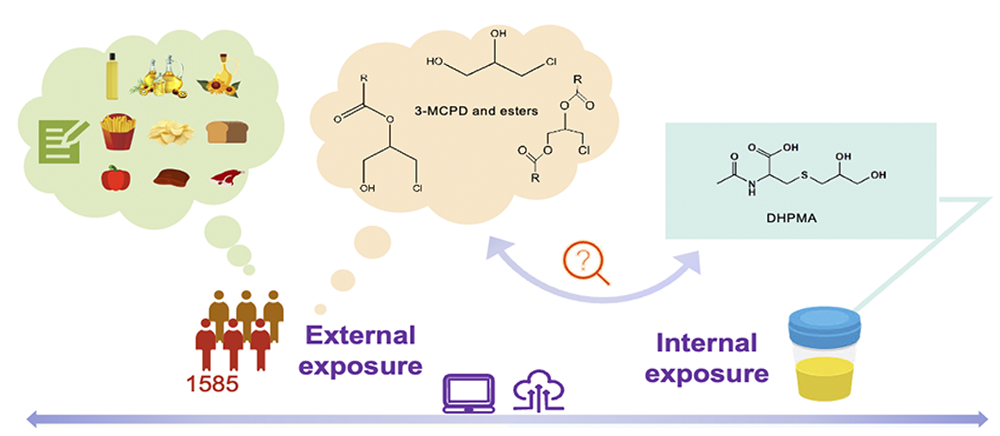 OH
HO
Cl
3-MCPD and esters
R
O
O
OH
Cl
R
O
O
O
O
Cl
R
O
OH
O
N
H
S
OH
OH
DHPMA
?
External
exposure
Internal
exposure
1585